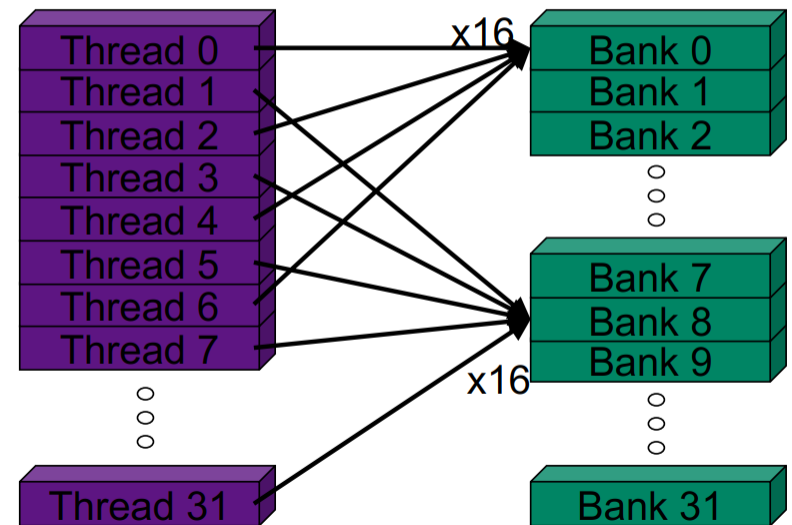 Thread 0
Thread 1
Thread 2
Thread 3
Thread 4
Thread 5
Thread 6
Thread 7
Thread 31
x16
x16
Bank 0
Bank 1
Bank 2
Bank 7
Bank 8
Bank 9
Bank 31